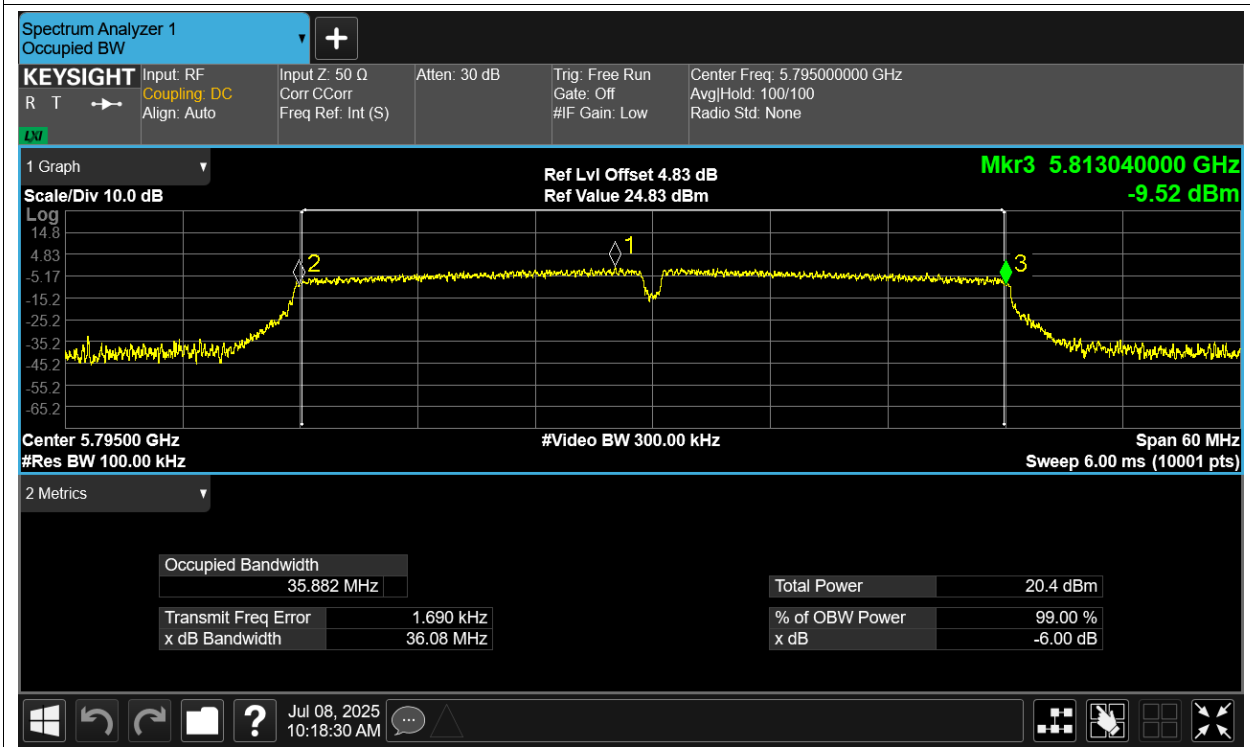 Spectrum Analyzer 1
Occupied BW
KEYSIGHT
R T
LXI
Input: RF
Coupling: DC
Align: Auto
Input Z: 50 Ω
Corr CCorr
Freq Ref: Int (S)
Atten: 30 dB
Trig: Free Run
Gate: Off
#IF Gain: Low
Center Freq: 5.795000000 GHz
Avg|Hold: 100/100
Radio Std: None
1 Graph
Scale/Div 10.0 dB
Ref Lvl Offset 4.83 dB
Ref Value 24.83 dBm
Mkr3 5.813040000 GHz
-9.52 dBm
Log
14.8
4.83
-5.17
-15.2
-25.2
-35.2
-45.2
-55.2
-65.2
2
1
3
Center 5.79500 GHz
#Video BW 300.00 kHz
Span 60 MHz
#Res BW 100.00 kHz
Sweep 6.00 ms (10001 pts)
2 Metrics
Occupied Bandwidth
35.882 MHz
Transmit Freq Error 1.690 kHz
x dB Bandwidth 36.08 MHz
Total Power 20.4 dBm
% of OBW Power 99.00 %
x dB -6.00 dB
?
Jul 08, 2025
10:18:30 AM